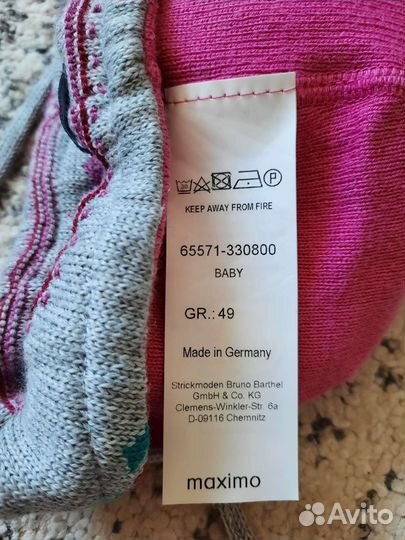 P
KEEP AWAY FROM FIRE
65571-330800
BABY
GR.: 49
Made in Germany
Strickmoden Bruno Barthel
GmbH & Co. KG
Clemens-Winkler-Str. 6a
D-09116 Chemnitz
maximo
Avito